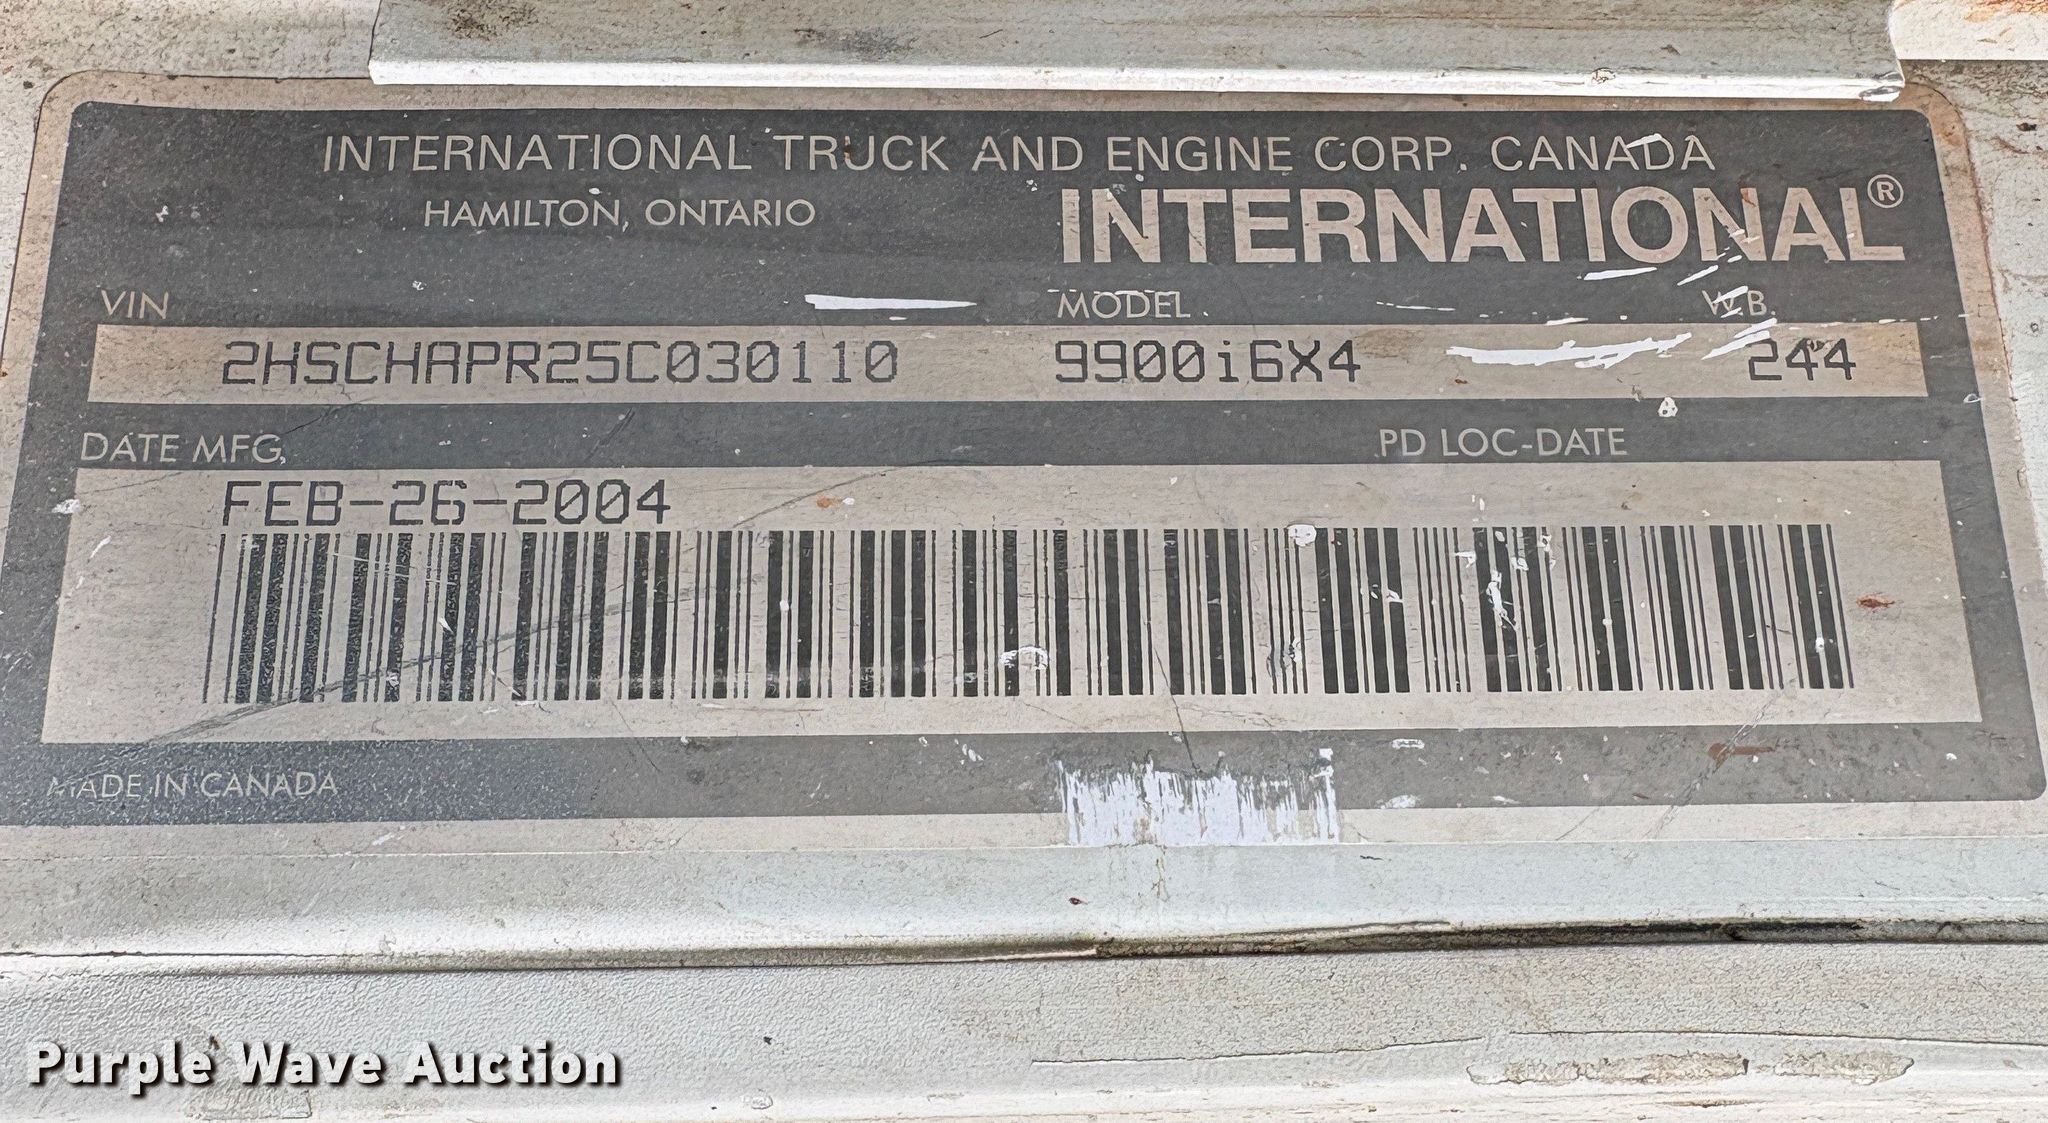 INTERNATIONAL TRUCK AND ENGINE CORP. CANADA
HAMILTON, ONTARIO
INTERNATIONAL®
VIN MODEL W.B.
2HSCHAPR25C030110 9900i6X4 244
DATE MFG. PD LOC-DATE
FEB-26-2004
MADE IN CANADA
Purple Wave Auction